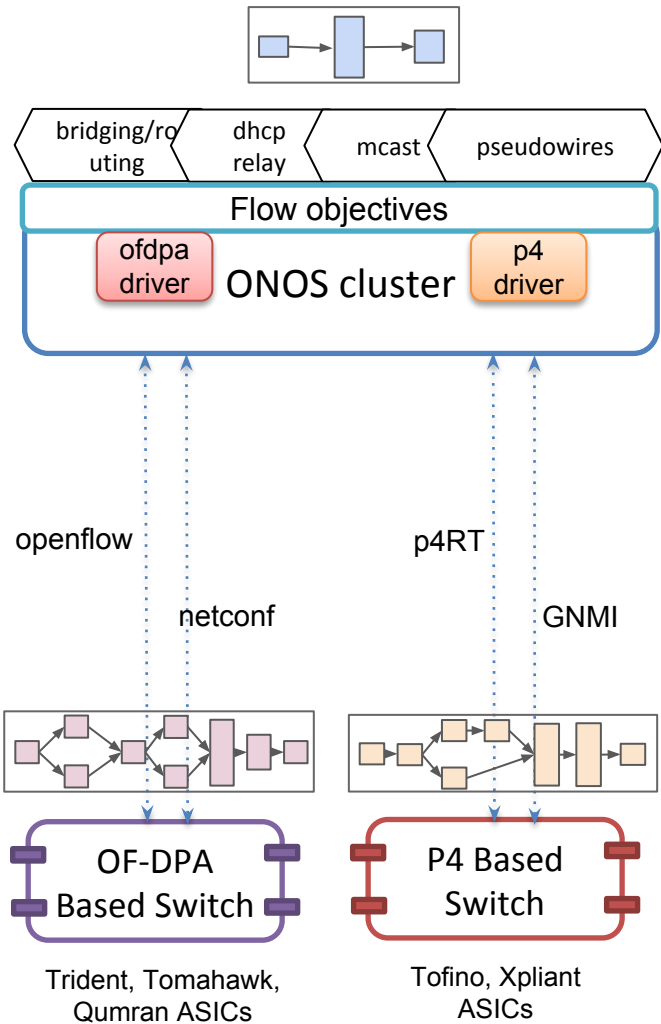 bridging/ro
uting
dhcp
relay
mcast
pseudowires
Flow objectives
ofdpa
driver
ONOS cluster
p4
driver
openflow
netconf
p4RT
GNMI
OF-DPA
Based Switch
P4 Based
Switch
Trident, Tomahawk,
Qumran ASICs
Tofino, Xpliant
ASICs